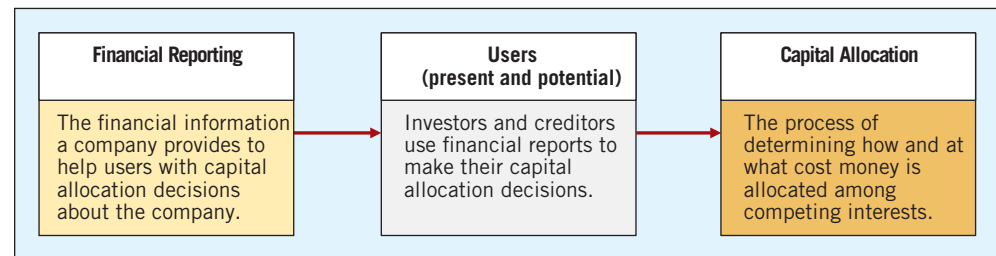 Financial Reporting
The financial information
a company provides to
help users with capital
allocation decisions
about the company.
Users
(present and potential)
Investors and creditors
use financial reports to
make their capital
allocation decisions.
Capital Allocation
The process of
determining how and at
what cost money is
allocated among
competing interests.